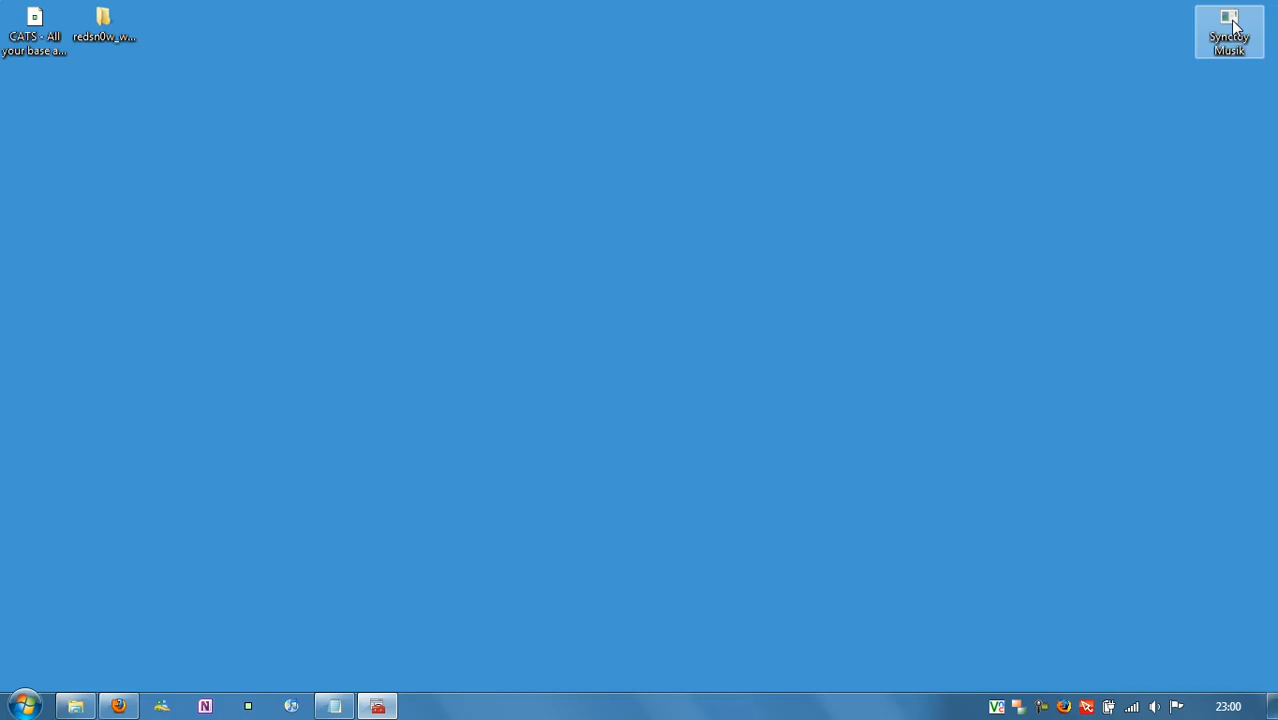 CATS - All
your base a...
redsn0w_w...
SyncToy
Musik
23:00